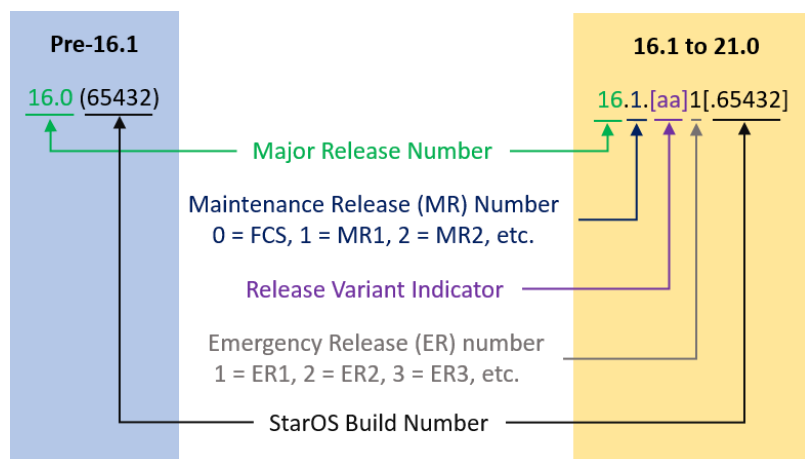 Pre-16.1
16.1 to 21.0
16.0 (65432)
16.1.[aa]1[.65432]
Major Release Number
Maintenance Release (MR) Number
0 = FCS, 1 = MR1, 2 = MR2, etc.
Release Variant Indicator
Emergency Release (ER) number
1 = ER1, 2 = ER2, 3 = ER3, etc.
StarOS Build Number